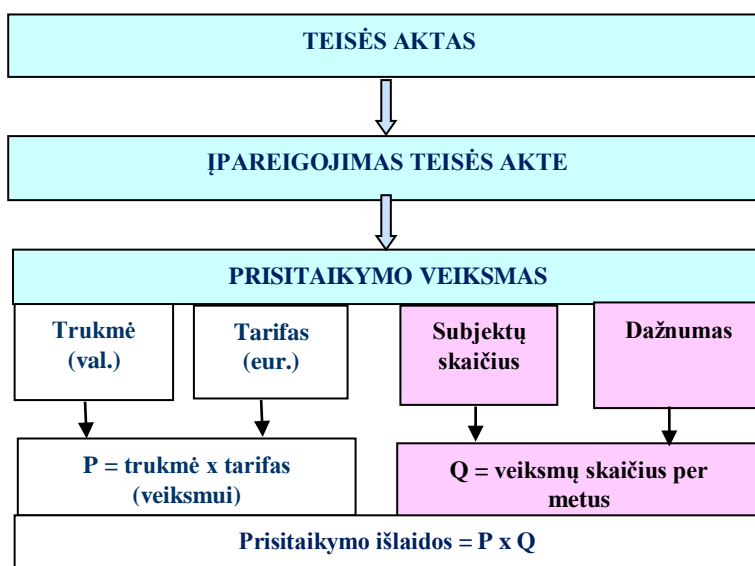 TEISĖS AKTAS
ĮPAREIGOJIMAS TEISĖS AKTE
PRISITAIKYMO VEIKSMAS
Trukmė
(val.)
Tarifas
(eur.)
Subjektų
skaičius
Dažnumas
P = trukmė x tarifas
(veiksmui)
Q = veiksmų skaičius per
metus
Prisitaikymo išlaidos = P x Q